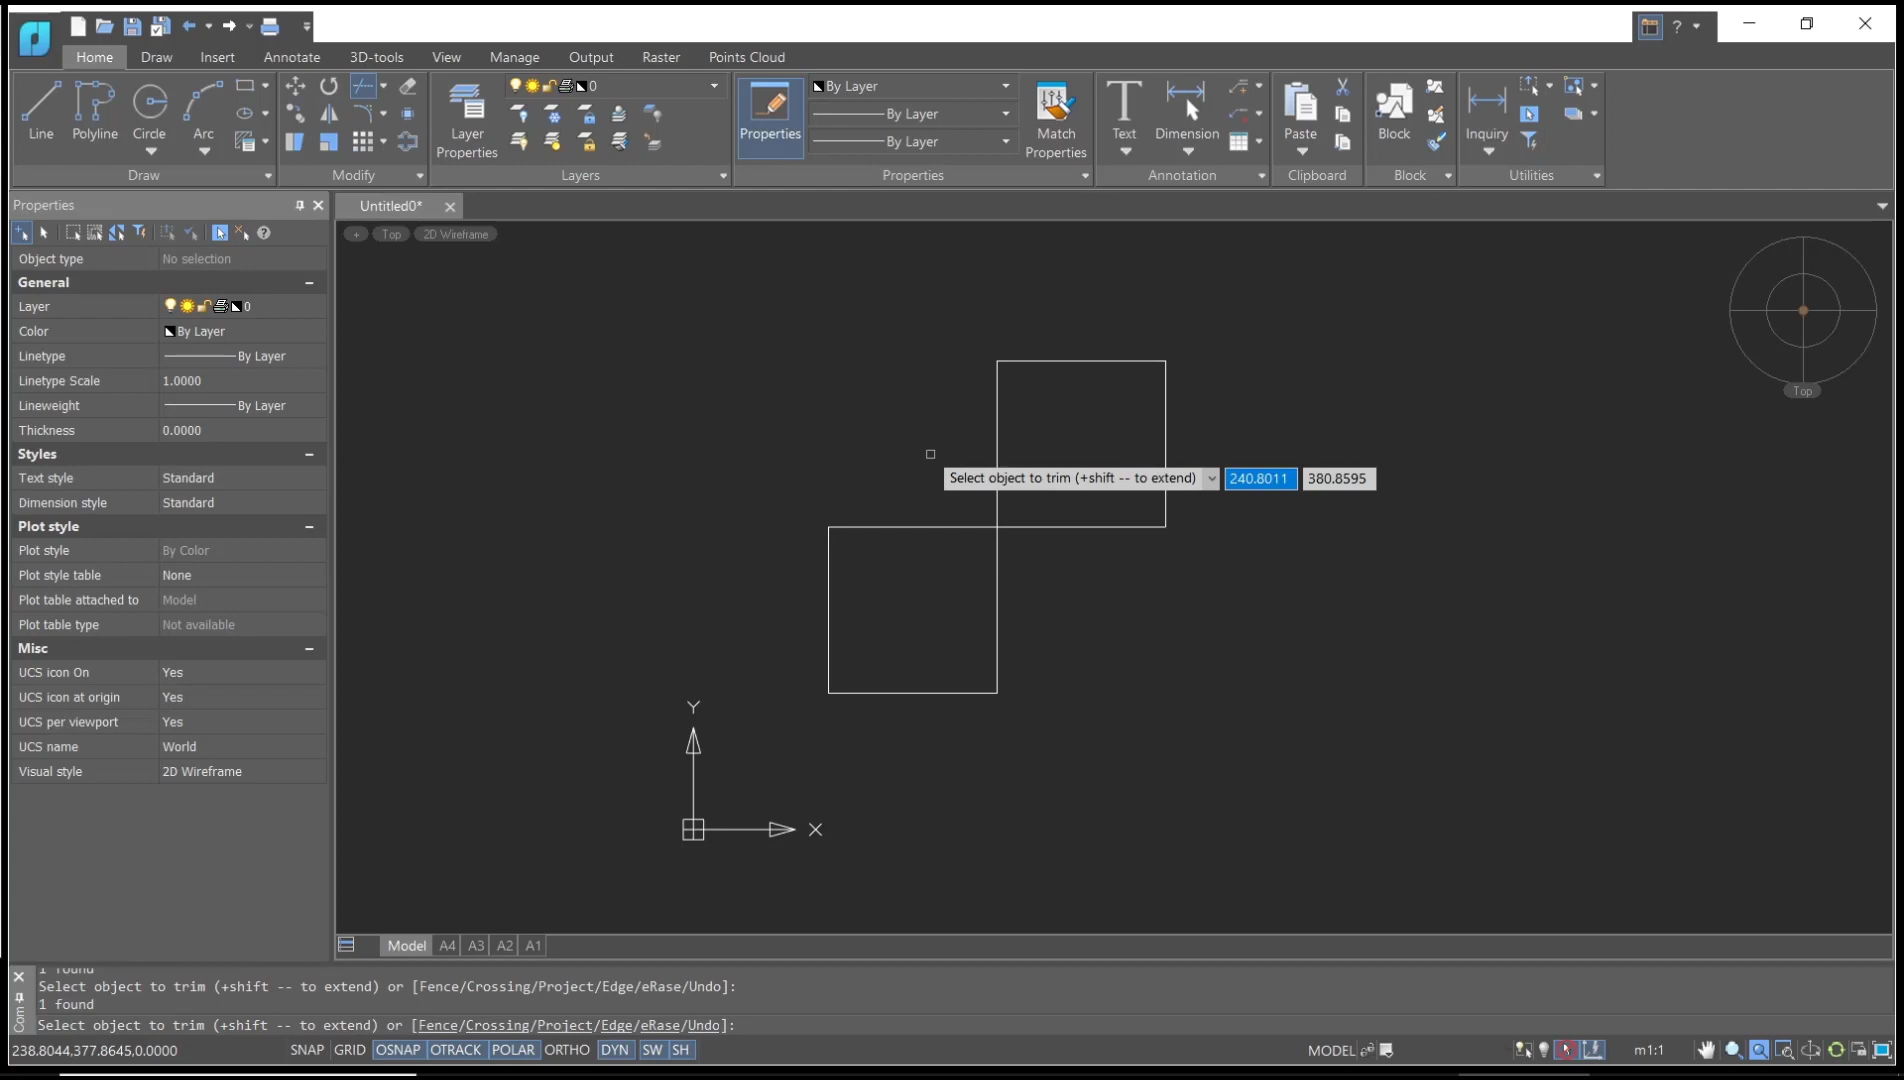 ?
Home Draw Insert Annotate 3D-tools View Manage Output Raster Points Cloud
Line
Polyline
Circle
Arc
Draw
Modify
Layer
Properties
0
Layers
Properties
By Layer
By Layer
By Layer
Properties
Match
Properties
Text
Dimension
Annotation
Paste
Clipboard
Block
Block
Inquiry
Utilities
Properties
Untitled0*
+ Top 2D Wireframe
Object type No selection
General
Layer 0
Color By Layer
Linetype By Layer
Linetype Scale 1.0000
Lineweight By Layer
Thickness 0.0000
Styles
Text style Standard
Dimension style Standard
Plot style
Plot style By Color
Plot style table None
Plot table attached to Model
Plot table type Not available
Misc
UCS icon On Yes
UCS icon at origin Yes
UCS per viewport Yes
UCS name World
Visual style 2D Wireframe
Top
Select object to trim (+shift -- to extend) 240.8011 380.8595
Y
X
Model A4 A3 A2 A1
Com
1 found
Select object to trim (+shift -- to extend) or [Fence/Crossing/Project/Edge/eRase/Undo]:
1 found
Select object to trim (+shift -- to extend) or [Fence/Crossing/Project/Edge/eRase/Undo]:
238.8044,377.8645,0.0000 SNAP GRID OSNAP OTRACK POLAR ORTHO DYN SW SH MODEL m1:1